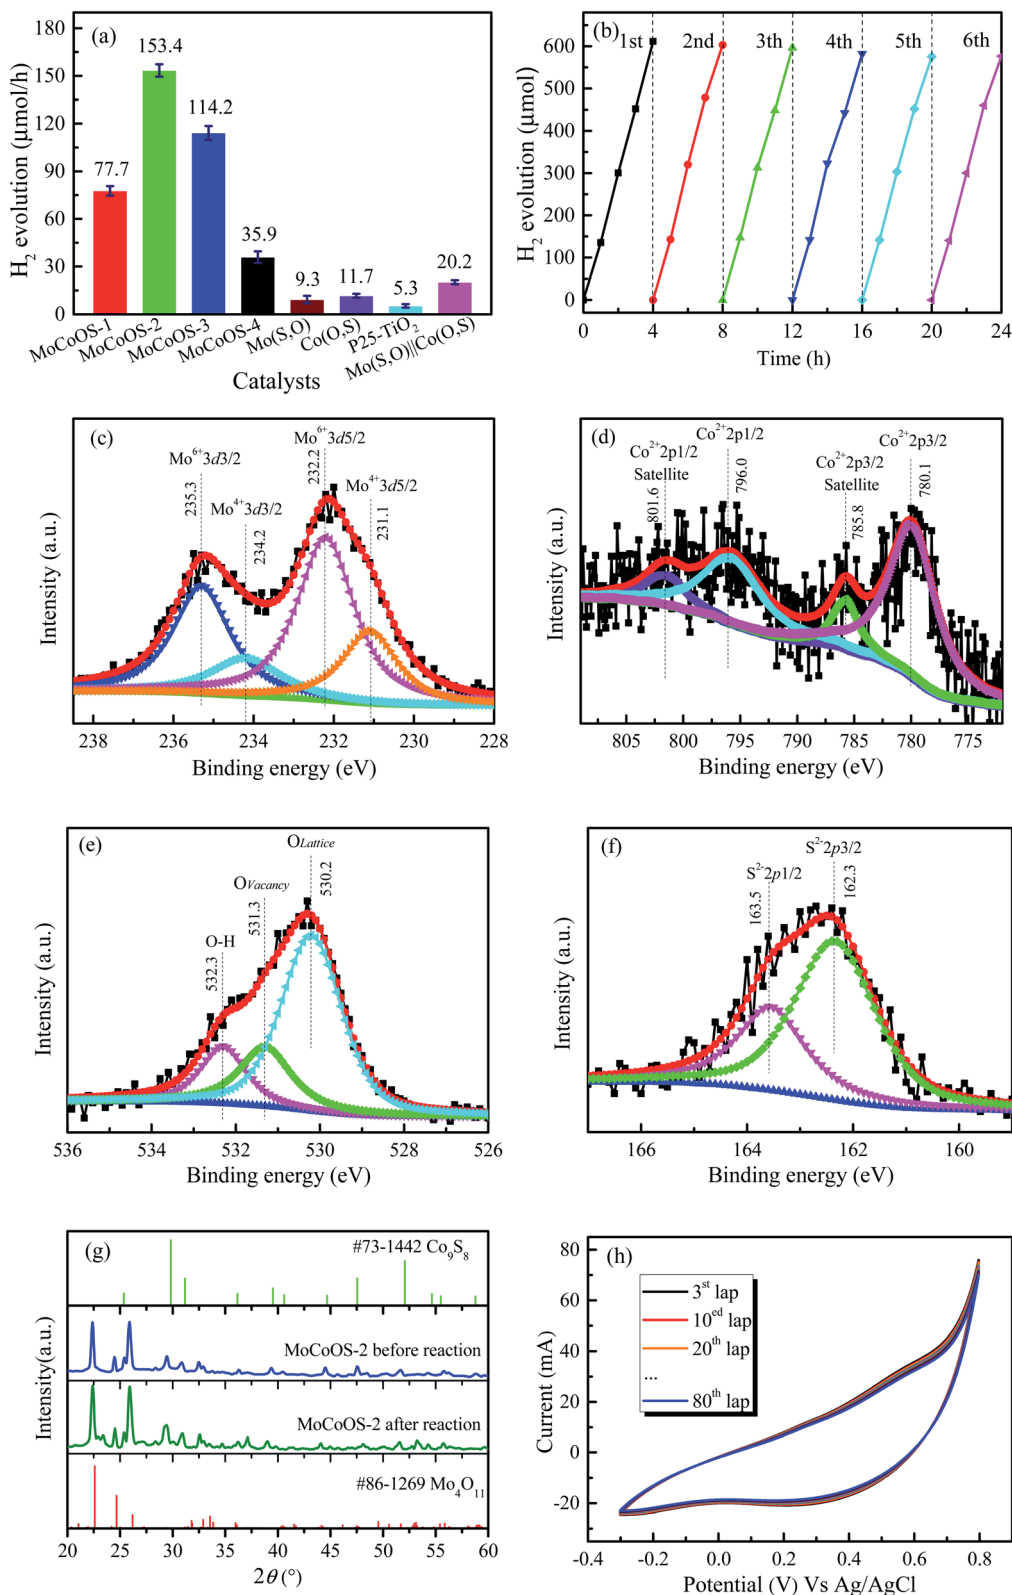 (a)
H2 evolution (μmol/h)
180
150
120
90
60
30
0
77.7
153.4
114.2
35.9
9.3
11.7
5.3
20.2
MoCoOS-1
MoCoOS-2
MoCoOS-3
MoCoOS-4
Mo(S,O)
Co(O,S)
P25-TiO2
Mo(S,O)||Co(O,S)
Catalysts
(b)
H2 evolution (μmol)
600
500
400
300
200
100
0
1st 2nd 3th 4th 5th 6th
0 4 8 12 16 20 24
Time (h)
(c)
Intensity (a.u.)
Mo6+3d3/2
235.3
Mo4+3d3/2
234.2
Mo6+3d5/2
232.2
Mo4+3d5/2
231.1
238 236 234 232 230 228
Binding energy (eV)
(d)
Intensity (a.u.)
Co2+2p1/2
Satellite
801.6
Co2+2p1/2
796.0
Co2+2p3/2
Satellite
785.8
Co2+2p3/2
780.1
805 800 795 790 785 780 775
Binding energy (eV)
(e)
Intensity (a.u.)
O-H
532.3
OVacancy
531.3
OLattice
530.2
536 534 532 530 528 526
Binding energy (eV)
(f)
Intensity (a.u.)
S2-2p1/2
163.5
S2-2p3/2
162.3
166 164 162 160
Binding energy (eV)
(g)
Intensity(a.u.)
#73-1442 Co9S8
MoCoOS-2 before reaction
MoCoOS-2 after reaction
#86-1269 Mo4O11
20 25 30 35 40 45 50 55 60
2θ (°)
(h)
Current (mA)
80
60
40
20
0
-20
3st lap
10ed lap
20th lap
...
80th lap
-0.4 -0.2 0.0 0.2 0.4 0.6 0.8
Potential (V) Vs Ag/AgCl